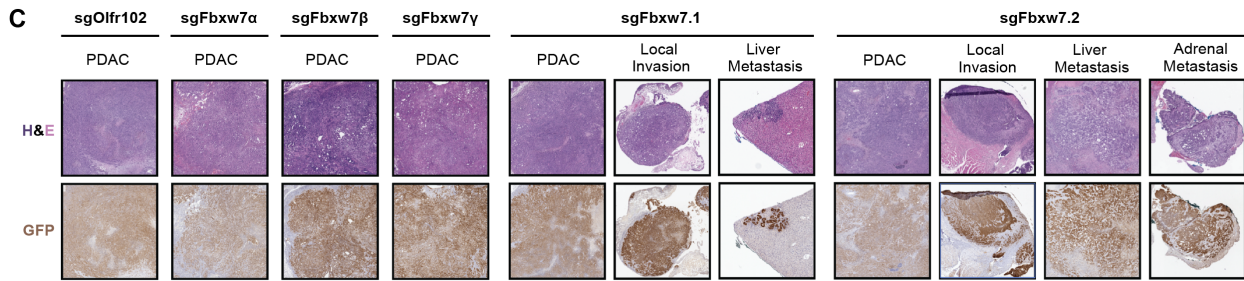 C
sgOlfr102 sgFbxw7α sgFbxw7β sgFbxw7γ sgFbxw7.1 sgFbxw7.2
PDAC PDAC PDAC PDAC PDAC Local Invasion Liver Metastasis PDAC Local Invasion Liver Metastasis Adrenal Metastasis
H&E
GFP